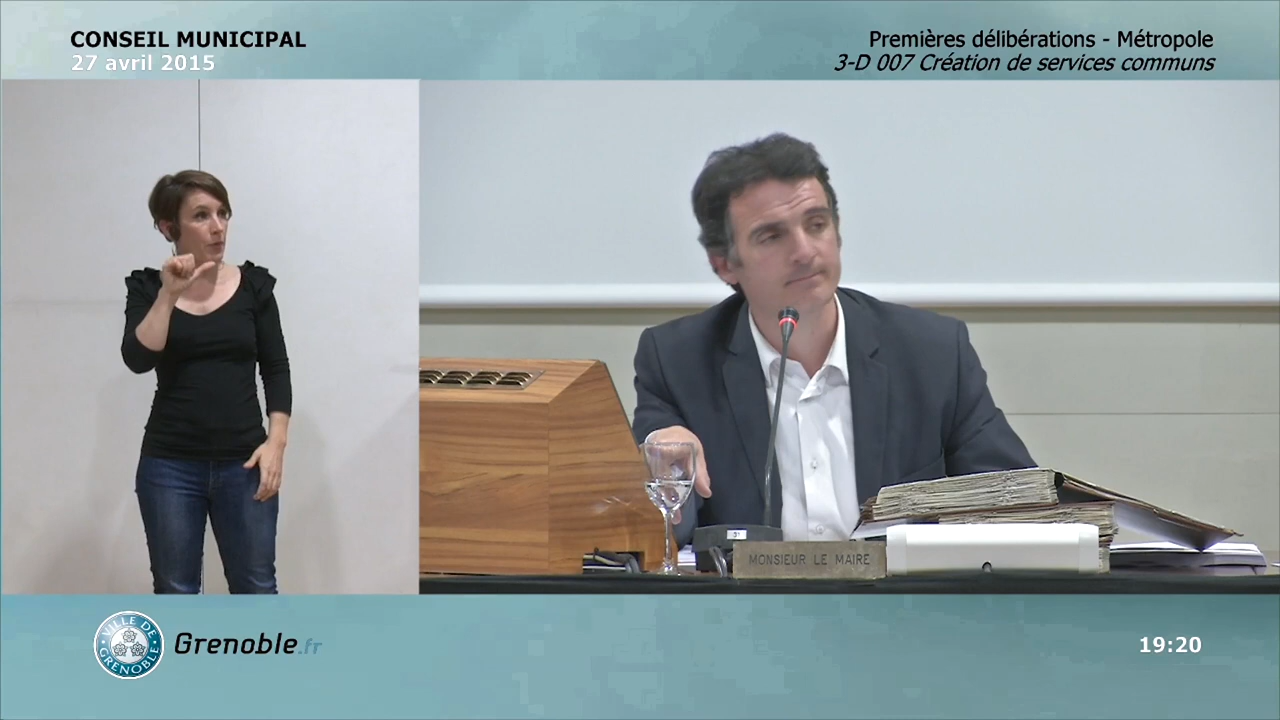 CONSEIL MUNICIPAL
27 avril 2015
Premières délibérations - Métropole
3-D 007 Création de services communs
MONSIEUR LE MAIRE
VILLE DE GRENOBLE
Grenoble.fr
19:20